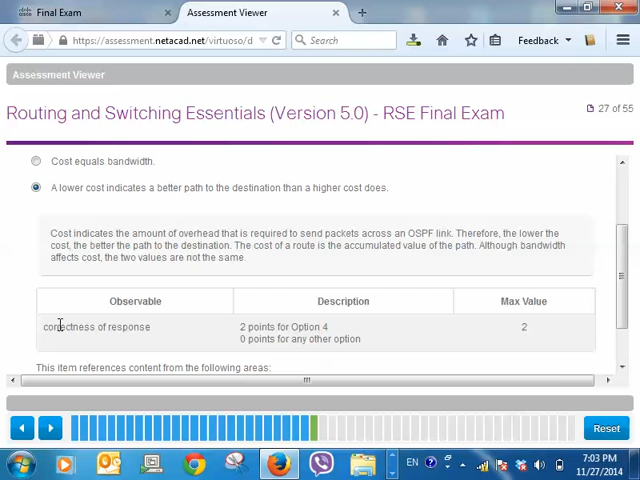 Final Exam
Assessment Viewer
https://assessment.netacad.net/virtuoso/d
Search
Feedback
Assessment Viewer
Routing and Switching Essentials (Version 5.0) - RSE Final Exam
27 of 55
Cost equals bandwidth.
A lower cost indicates a better path to the destination than a higher cost does.
Cost indicates the amount of overhead that is required to send packets across an OSPF link. Therefore, the lower the
cost, the better the path to the destination. The cost of a route is the accumulated value of the path. Although bandwidth
affects cost, the two values are not the same.
Observable Description Max Value
correctness of response 2 points for Option 4 2
0 points for any other option
This item references content from the following areas:
Reset
EN
7:03 PM
11/27/2014